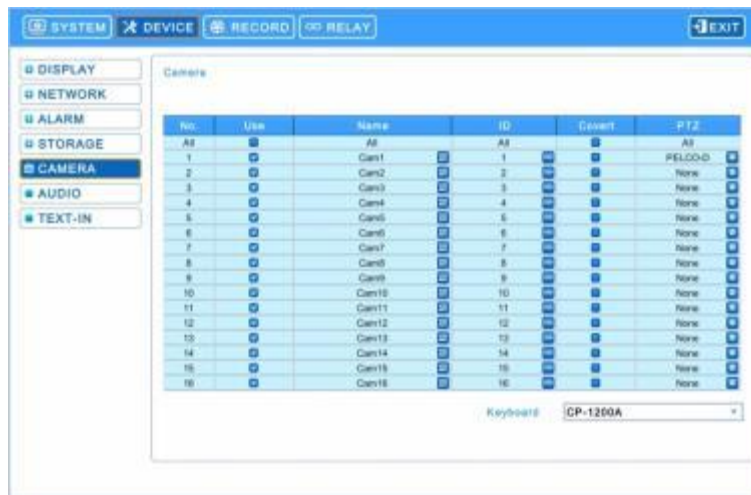 SYSTEM DEVICE RECORD RELAY EXIT
DISPLAY
NETWORK
ALARM
STORAGE
CAMERA
AUDIO
TEXT-IN
Camera
No. Use Name ID Covert PTZ
All All All All
1 Cam1 1 PELCO-D
2 Cam2 2 None
3 Cam3 3 None
4 Cam4 4 None
5 Cam5 5 None
6 Cam6 6 None
7 Cam7 7 None
8 Cam8 8 None
9 Cam9 9 None
10 Cam10 10 None
11 Cam11 11 None
12 Cam12 12 None
13 Cam13 13 None
14 Cam14 14 None
15 Cam15 15 None
16 Cam16 16 None
Keyboard CP-1200A